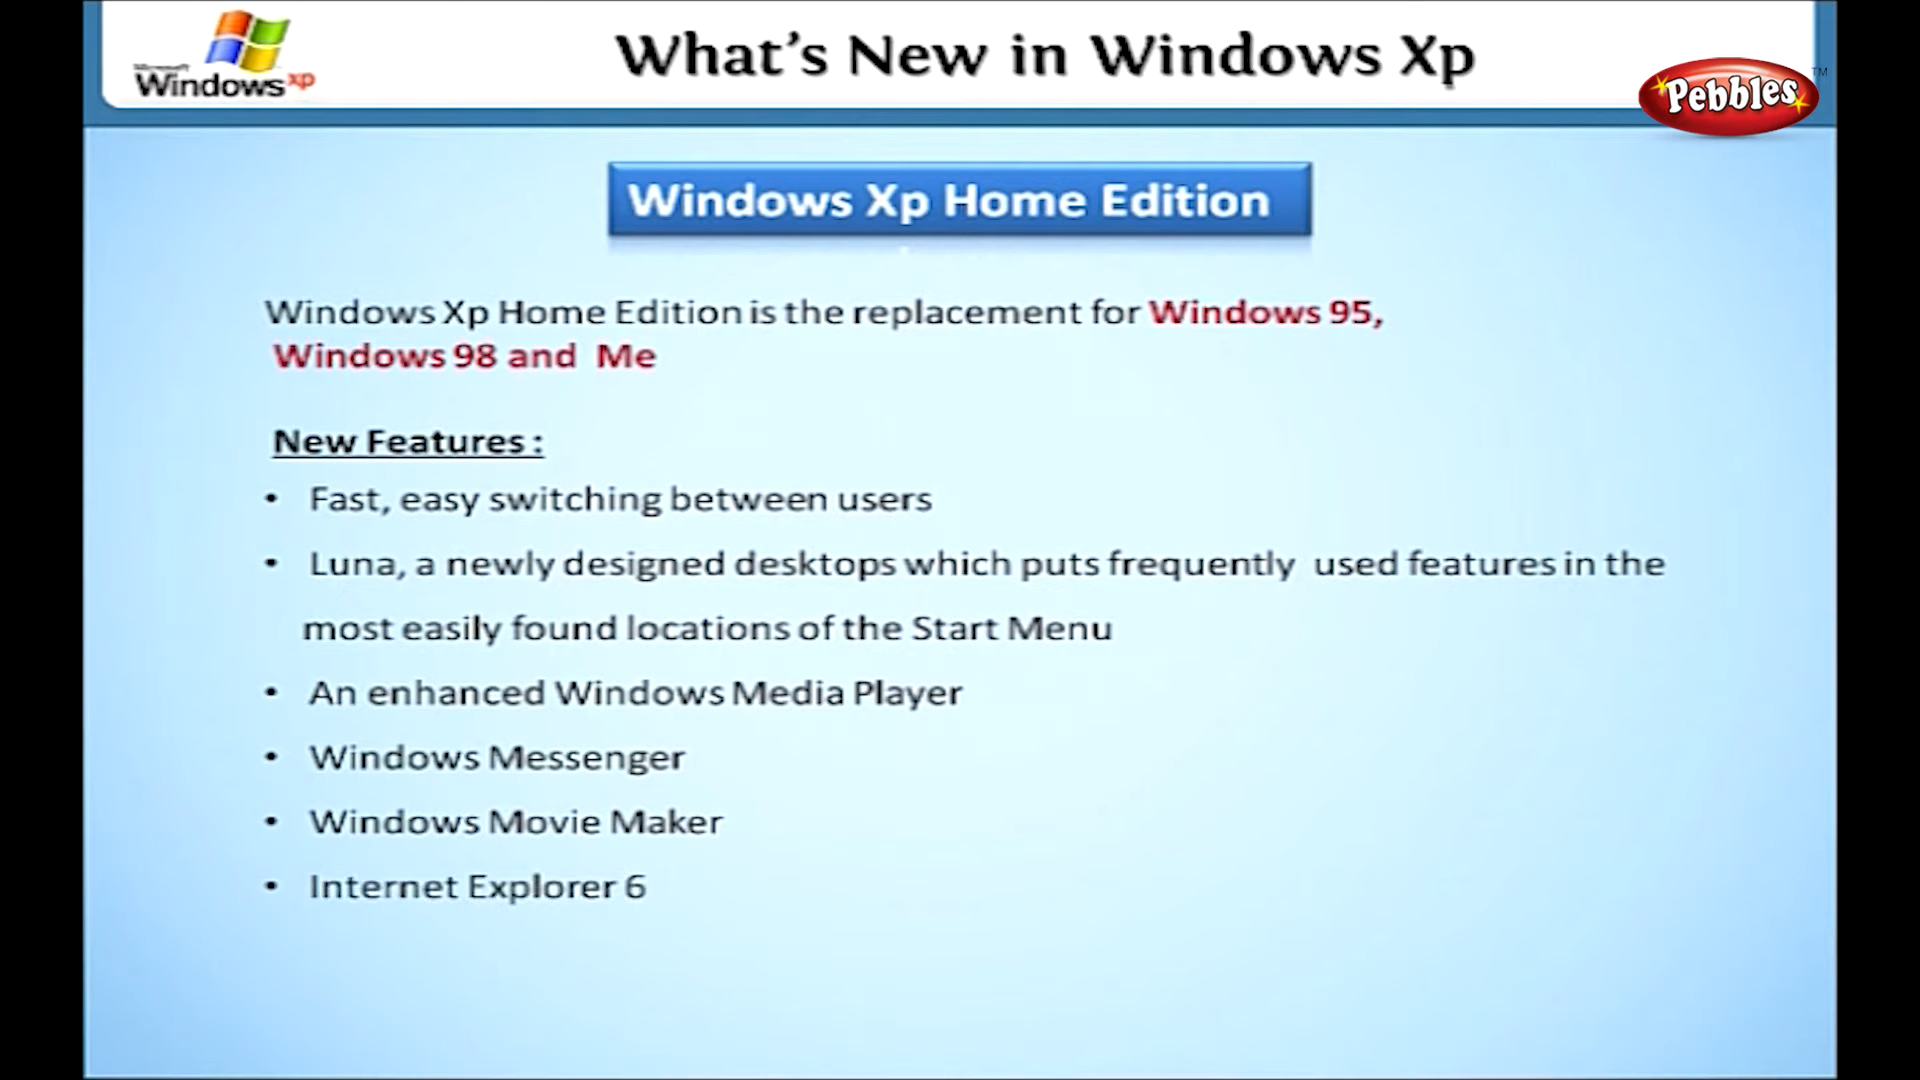 Microsoft
Windows xp
What's New in Windows Xp
Pebbles™
Windows Xp Home Edition
Windows Xp Home Edition is the replacement for Windows 95,
Windows 98 and Me
New Features :
• Fast, easy switching between users
• Luna, a newly designed desktops which puts frequently used features in the
most easily found locations of the Start Menu
• An enhanced Windows Media Player
• Windows Messenger
• Windows Movie Maker
• Internet Explorer 6